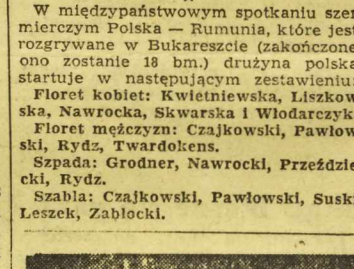 W międzypaństwowym spotkaniu szer
mierczym Polska — Rumunia, które jest
rozgrywane w Bukareszcie (zakończone
ono zostanie 18 bm.) drużyna polska
startuje w następującym zestawieniu:
Floret kobiet: Kwietniewska, Liszkow
ska, Nawrocka, Skwarska i Włodarczyk
Floret mężczyzn: Czajkowski, Pawłow
ski, Rydz, Twardokens.
Szpada: Grodner, Nawrocki, Przeździe
cki, Rydz.
Szabla: Czajkowski, Pawłowski, Suski
Leszek, Zabłocki.